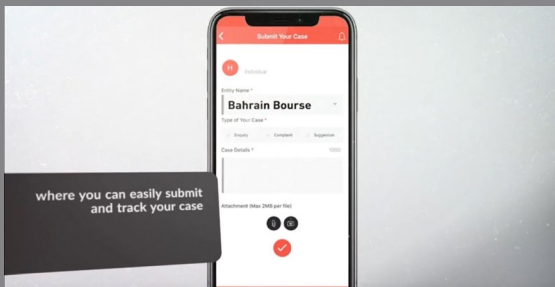 Submit Your Case
H
Individual
Entity Name *
Bahrain Bourse
Type of Your Case *
Enquiry Complaint Suggestion
Case Details *
Attachment (Max 2MB per file)
where you can easily submit
and track your case